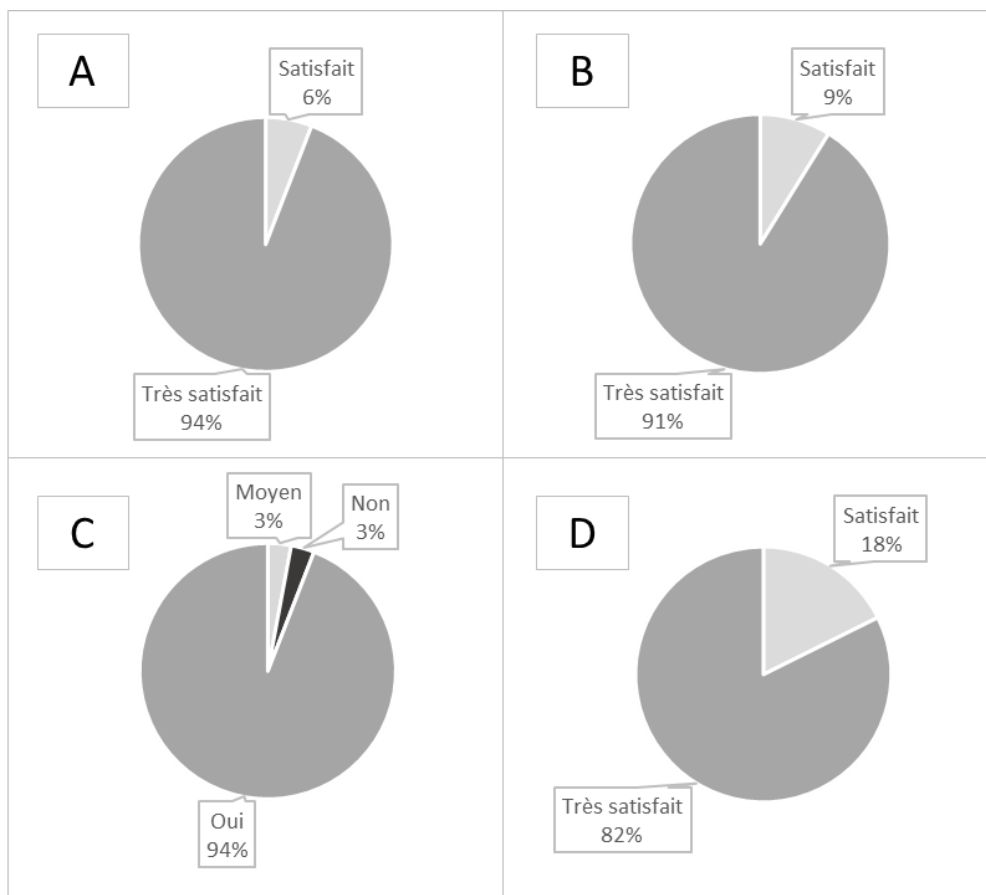 A
Satisfait
6%
Très satisfait
94%
B
Satisfait
9%
Très satisfait
91%
C
Moyen
3%
Non
3%
Oui
94%
D
Satisfait
18%
Très satisfait
82%